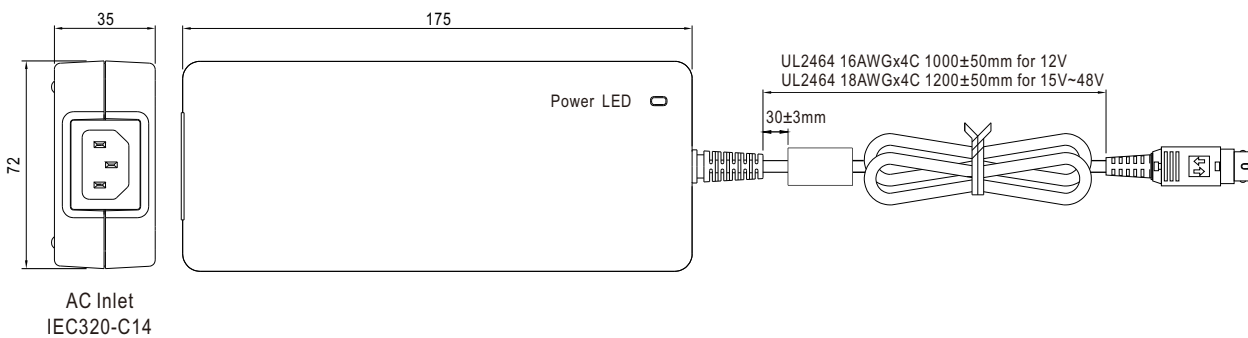 35
175
UL2464 16AWGx4C 1000±50mm for 12V
UL2464 18AWGx4C 1200±50mm for 15V~48V
Power LED
30±3mm
72
AC Inlet
IEC320-C14